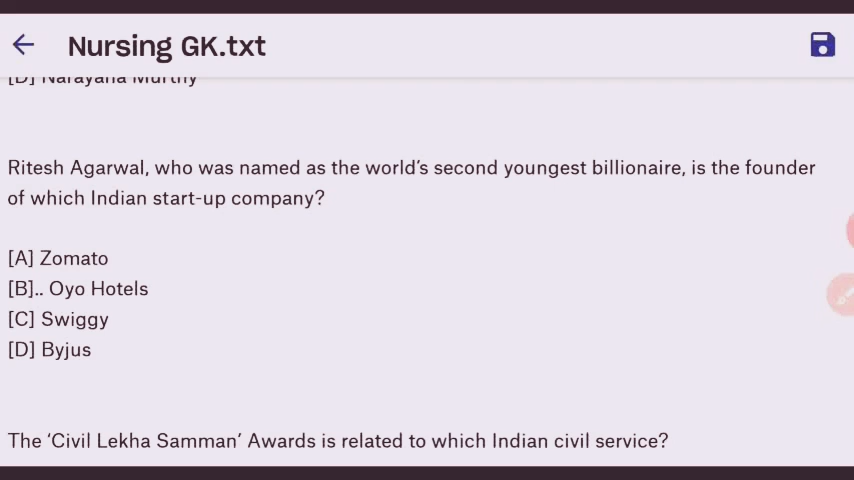 Nursing GK.txt
[D] Narayana Murthy
Ritesh Agarwal, who was named as the world’s second youngest billionaire, is the founder
of which Indian start-up company?
[A] Zomato
[B].. Oyo Hotels
[C] Swiggy
[D] Byjus
The ‘Civil Lekha Samman’ Awards is related to which Indian civil service?